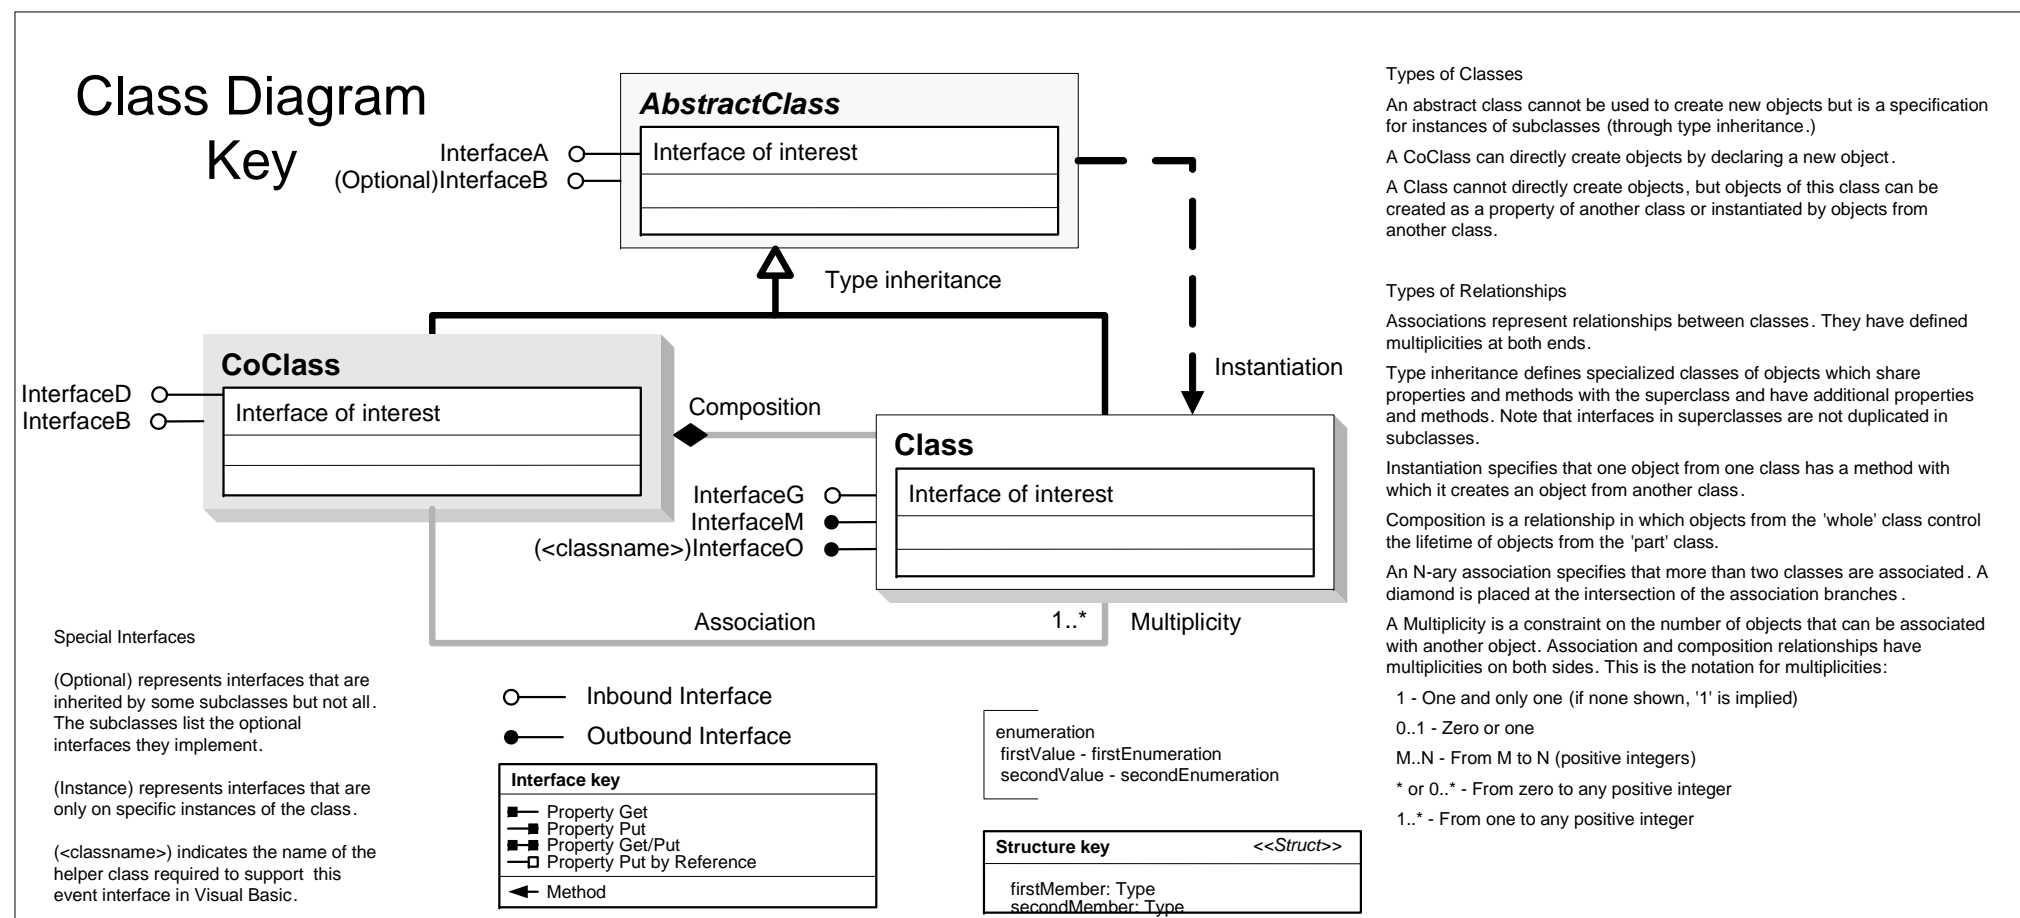 Class Diagram
Key
AbstractClass
Interface of interest
InterfaceA
(Optional)InterfaceB
Type inheritance
Instantiation
CoClass
Interface of interest
InterfaceD
InterfaceB
Composition
Class
Interface of interest
InterfaceG
InterfaceM
(<classname>)InterfaceO
Association
1..*
Multiplicity
Special Interfaces
(Optional) represents interfaces that are
inherited by some subclasses but not all.
The subclasses list the optional
interfaces they implement.
(Instance) represents interfaces that are
only on specific instances of the class.
(<classname>) indicates the name of the
helper class required to support this
event interface in Visual Basic.
Inbound Interface
Outbound Interface
Interface key
Property Get
Property Put
Property Get/Put
Property Put by Reference
Method
enumeration
firstValue - firstEnumeration
secondValue - secondEnumeration
Structure key <<Struct>>
firstMember: Type
secondMember: Type
Types of Classes
An abstract class cannot be used to create new objects but is a specification
for instances of subclasses (through type inheritance.)
A CoClass can directly create objects by declaring a new object.
A Class cannot directly create objects, but objects of this class can be
created as a property of another class or instantiated by objects from
another class.
Types of Relationships
Associations represent relationships between classes. They have defined
multiplicities at both ends.
Type inheritance defines specialized classes of objects which share
properties and methods with the superclass and have additional properties
and methods. Note that interfaces in superclasses are not duplicated in
subclasses.
Instantiation specifies that one object from one class has a method with
which it creates an object from another class.
Composition is a relationship in which objects from the 'whole' class control
the lifetime of objects from the 'part' class.
An N-ary association specifies that more than two classes are associated. A
diamond is placed at the intersection of the association branches.
A Multiplicity is a constraint on the number of objects that can be associated
with another object. Association and composition relationships have
multiplicities on both sides. This is the notation for multiplicities:
1 - One and only one (if none shown, '1' is implied)
0..1 - Zero or one
M..N - From M to N (positive integers)
* or 0..* - From zero to any positive integer
1..* - From one to any positive integer